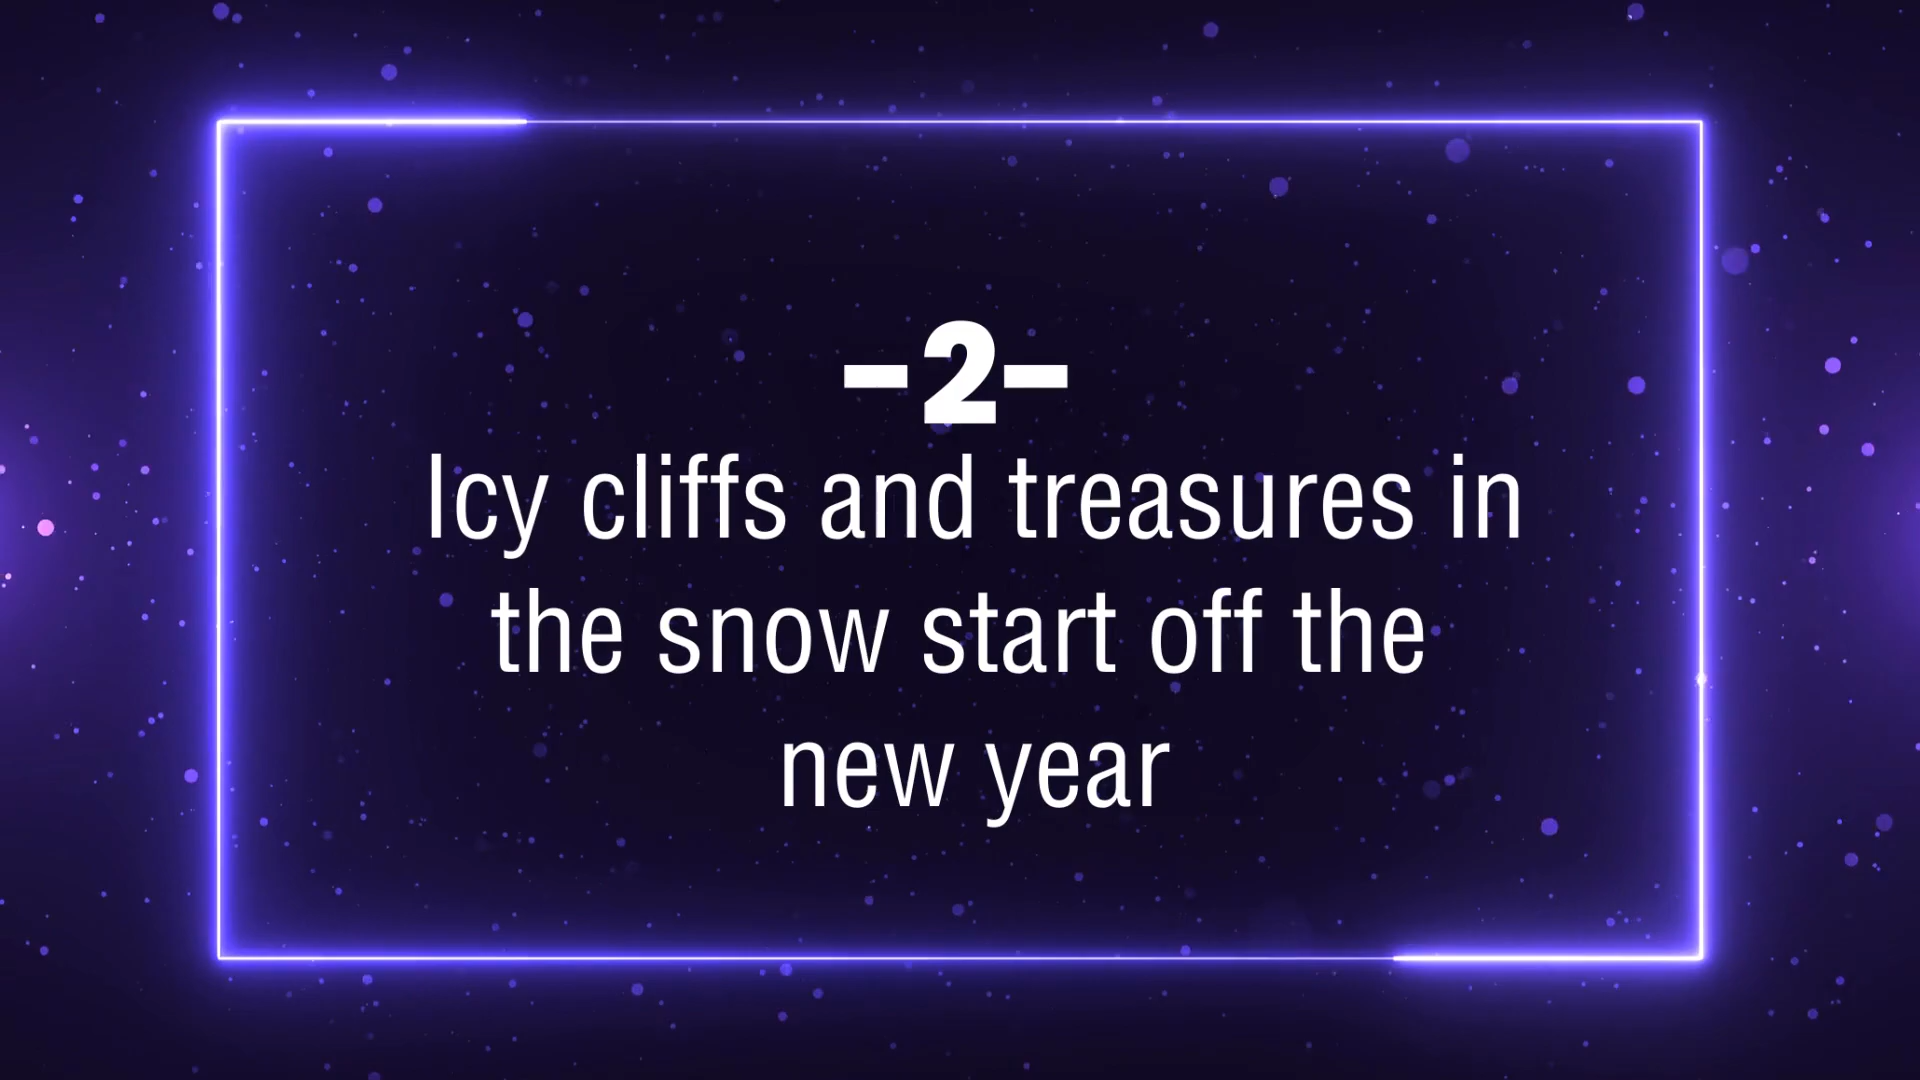 -2-
Icy cliffs and treasures in
the snow start off the
new year